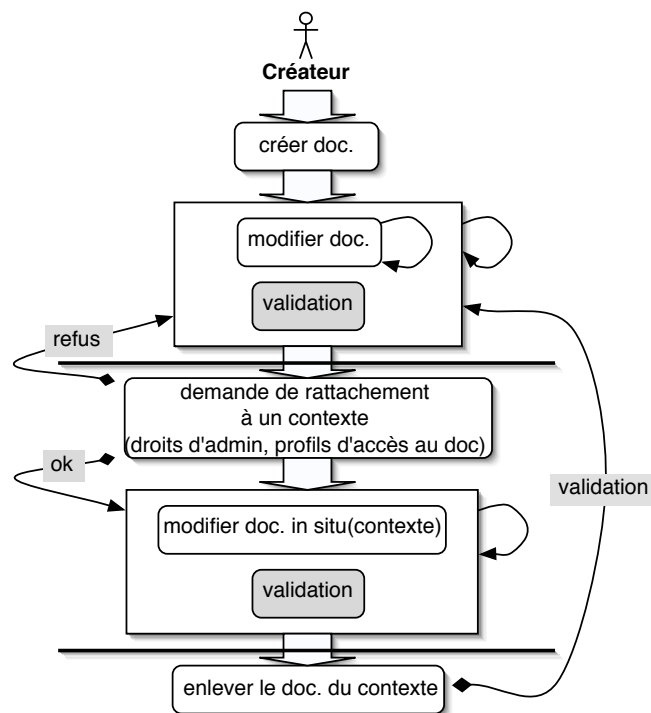 Créateur
créer doc.
modifier doc.
validation
refus
demande de rattachement
à un contexte
(droits d'admin, profils d'accès au doc)
ok
validation
modifier doc. in situ(contexte)
validation
enlever le doc. du contexte